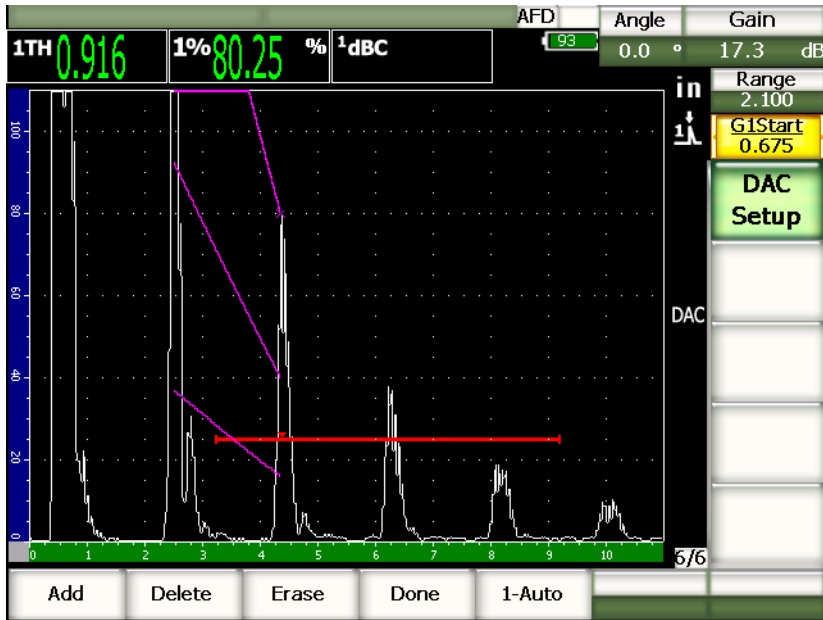 AFD
Angle
Gain
1TH 0.916
1% 80.25 %
1dBC
93
0.0 °
17.3 dB
in
Range
2.100
1
G1Start
0.675
DAC
Setup
DAC
100
80
60
40
20
0
0 1 2 3 4 5 6 7 8 9 10
6/6
Add Delete Erase Done 1-Auto